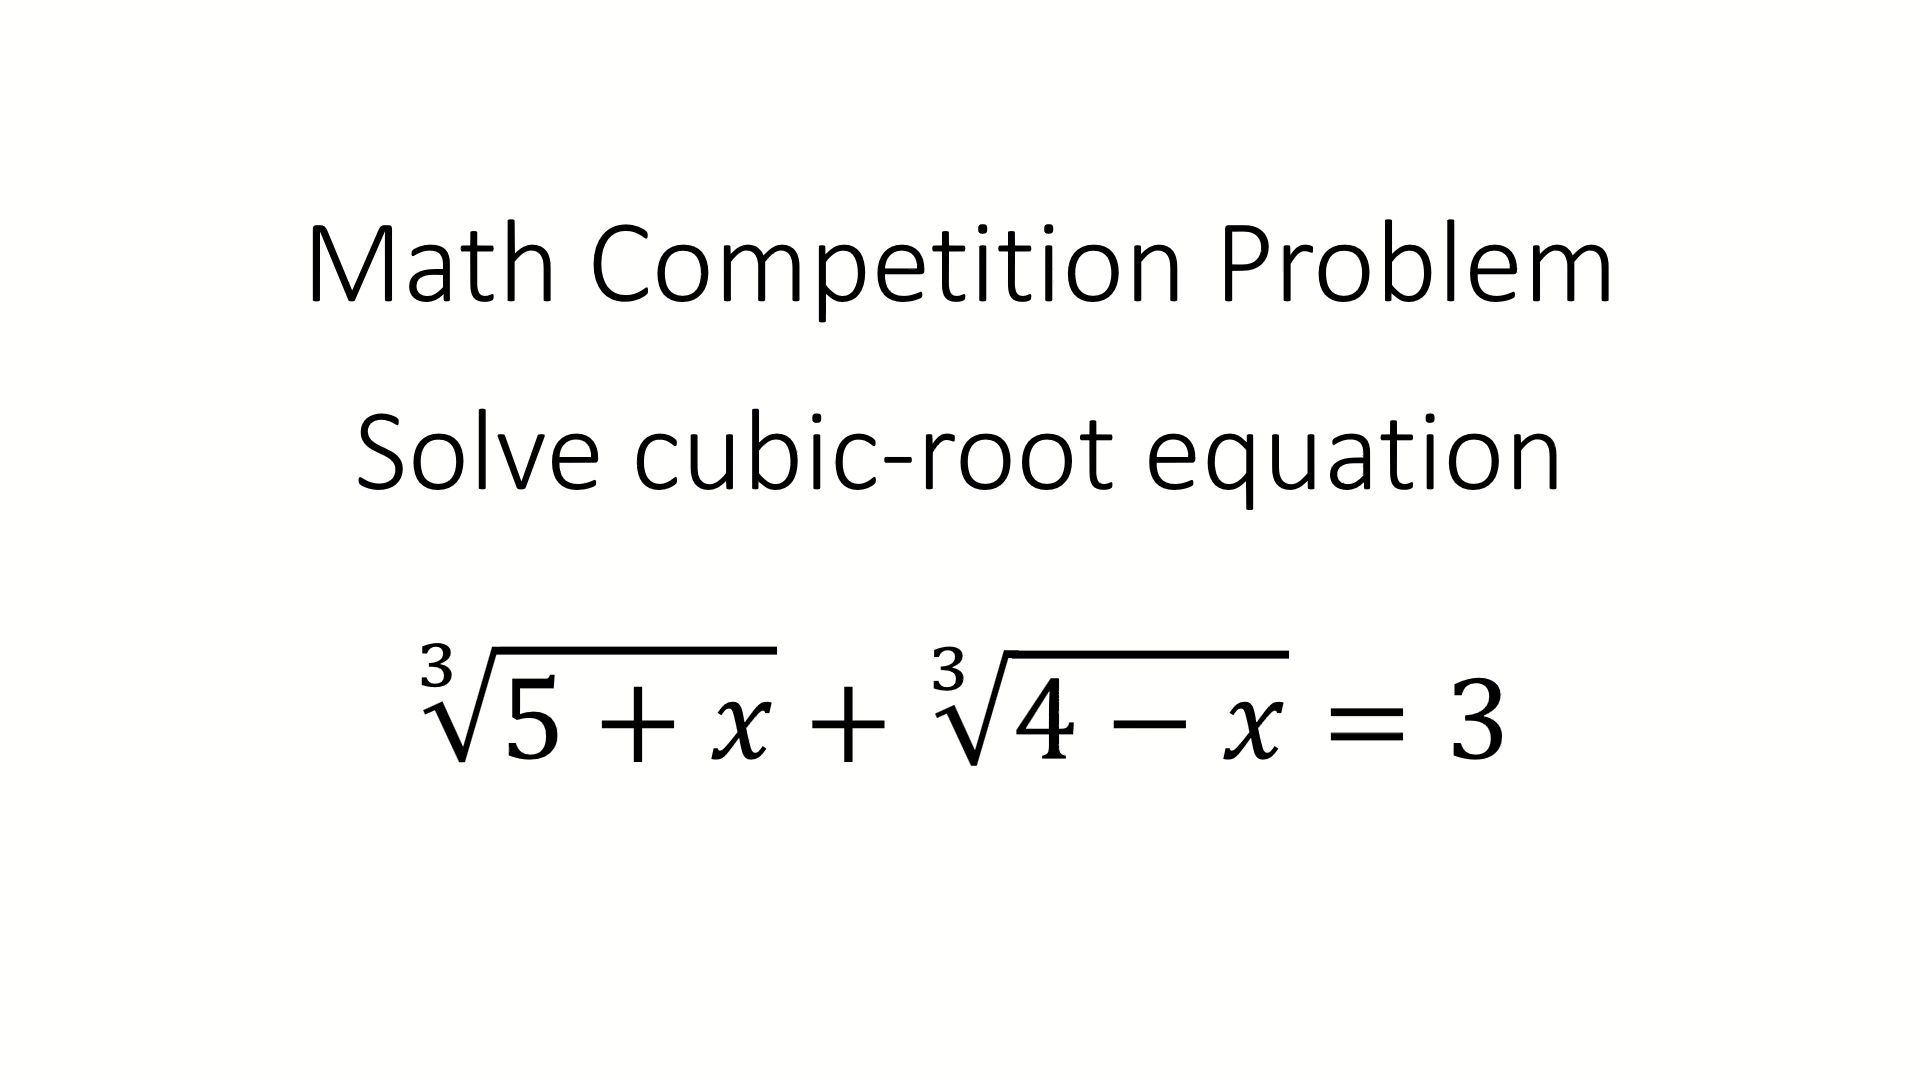 Math Competition Problem
Solve cubic-root equation
∛5 + x + ∛4 − x = 3